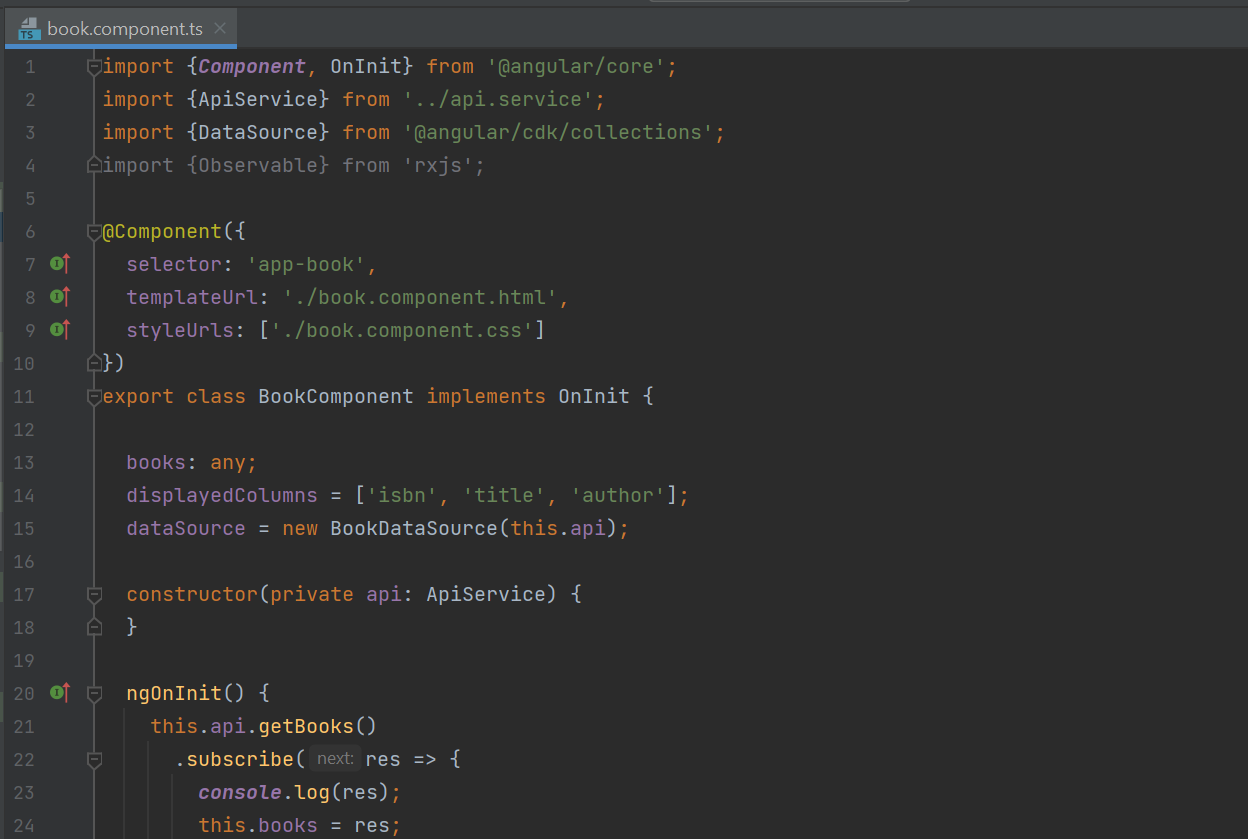 TS book.component.ts
1 import {Component, OnInit} from '@angular/core';
2 import {ApiService} from '../api.service';
3 import {DataSource} from '@angular/cdk/collections';
4 import {Observable} from 'rxjs';
5
6 @Component({
7 selector: 'app-book',
8 templateUrl: './book.component.html',
9 styleUrls: ['./book.component.css']
10 })
11 export class BookComponent implements OnInit {
12
13 books: any;
14 displayedColumns = ['isbn', 'title', 'author'];
15 dataSource = new BookDataSource(this.api);
16
17 constructor(private api: ApiService) {
18 }
19
20 ngOnInit() {
21 this.api.getBooks()
22 .subscribe( next: res => {
23 console.log(res);
24 this.books = res;